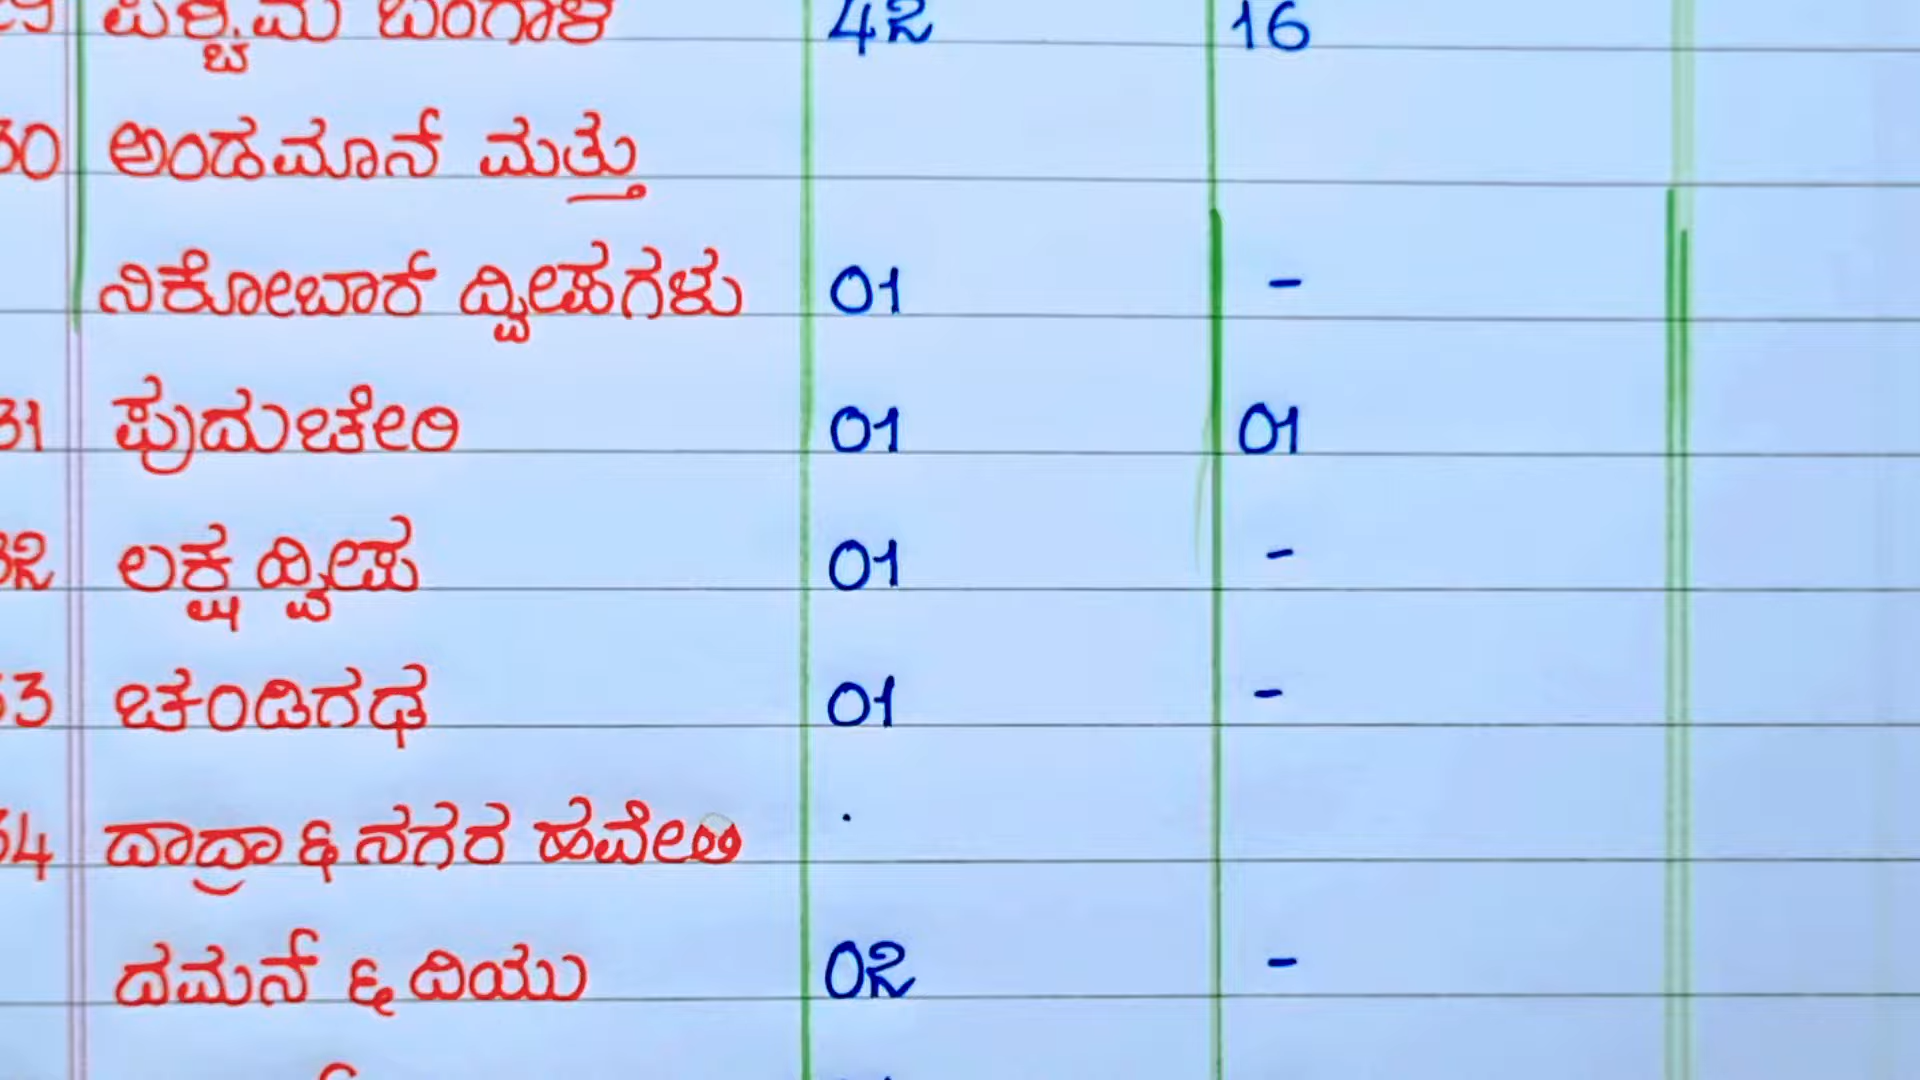 ಪಶ್ಚಿಮ ಬಂಗಾಳ 42 16
30 ಅಂಡಮಾನ್ ಮತ್ತು
ನಿಕೋಬಾರ್ ದ್ವೀಪಗಳು 01 -
31 ಪುದುಚೇರಿ 01 01
32 ಲಕ್ಷ ದ್ವೀಪ 01 -
33 ಚಂಡಿಗಢ 01 -
34 ದಾದ್ರಾ & ನಗರ ಹವೇಲಿ
ದಮನ್ & ದಿಯು 02 -